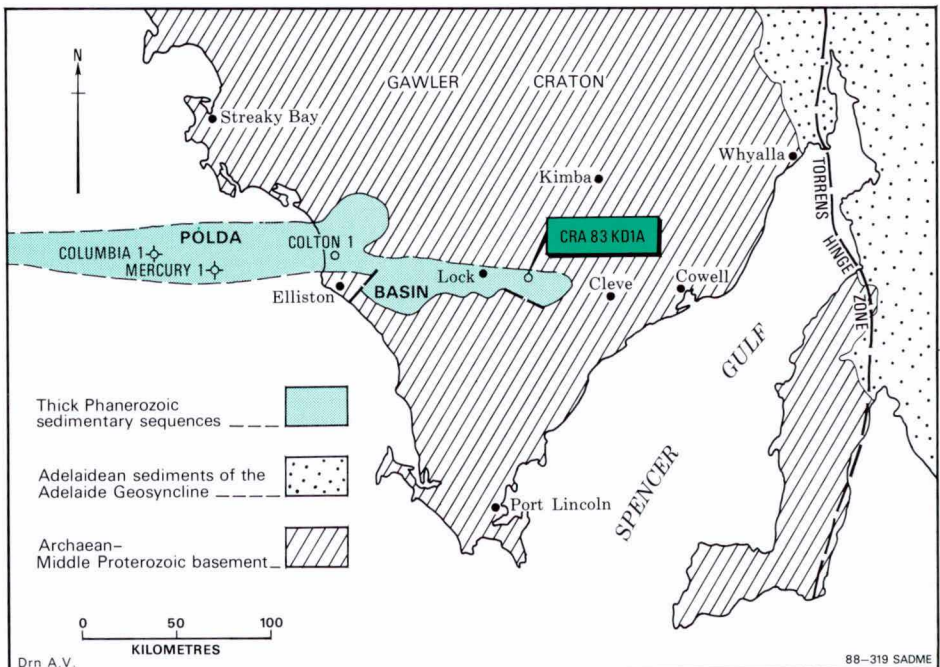 N
GAWLER CRATON
Streaky Bay
Whyalla
Kimba
TORRENS
HINGE
ZONE
CRA 83 KD1A
POLDA
COLTON 1
COLUMBIA 1
MERCURY 1
Lock
BASIN
Elliston
Cleve
Cowell
GULF
SPENCER
Port Lincoln
Thick Phanerozoic
sedimentary sequences
Adelaidean sediments of the
Adelaide Geosyncline
Archaean–
Middle Proterozoic basement
0 50 100
KILOMETRES
Drn A.V.
88–319 SADME